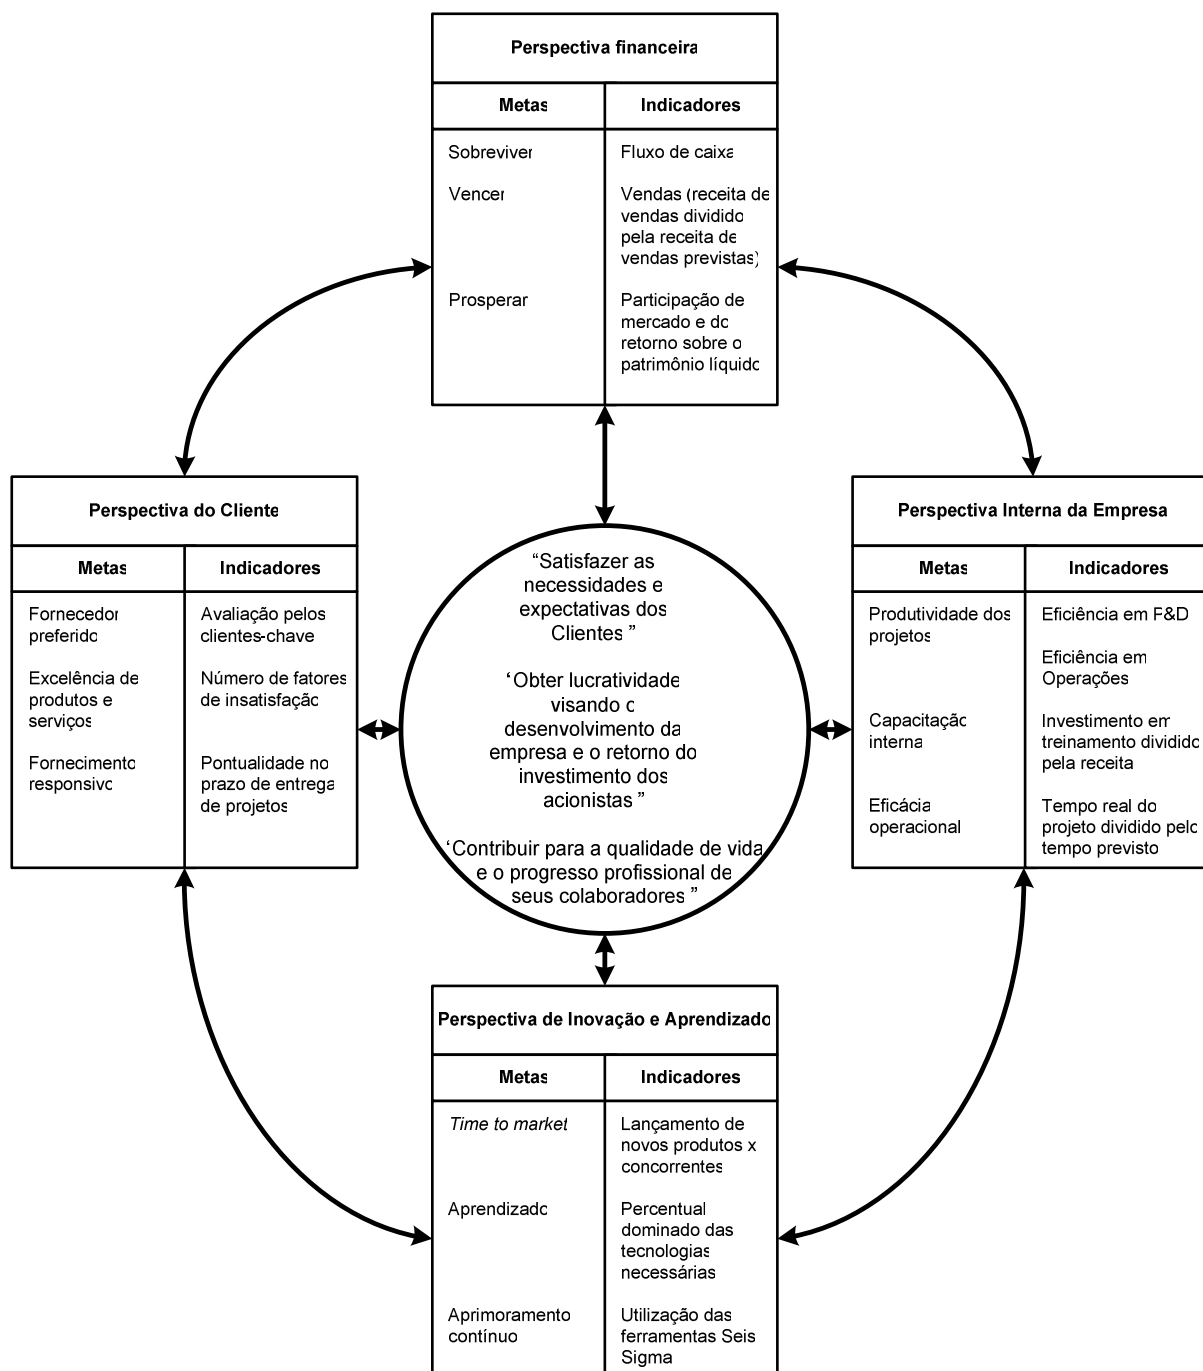 Perspectiva financeira
Metas
Indicadores
Sobreviver
Fluxo de caixa
Vencer
Vendas (receita de
vendas dividido
pela receita de
vendas previstas)
Prosperar
Participação de
mercado e do
retorno sobre o
patrimônio líquido
Perspectiva do Cliente
Metas
Indicadores
Fornecedor
preferido
Avaliação pelos
clientes-chave
Excelência de
produtos e
serviços
Número de fatores
de insatisfação
Fornecimento
responsivo
Pontualidade no
prazo de entrega
de projetos
“Satisfazer as
necessidades e
expectativas dos
Clientes ”
‘Obter lucratividade
visando o
desenvolvimento da
empresa e o retorno do
investimento dos
acionistas ”
‘Contribuir para a qualidade de vida
e o progresso profissional de
seus colaboradores ”
Perspectiva Interna da Empresa
Metas
Indicadores
Produtividade dos
projetos
Eficiência em P&D
Eficiência em
Operações
Capacitação
interna
Investimento em
treinamento dividido
pela receita
Eficácia
operacional
Tempo real do
projeto dividido pelo
tempo previsto
Perspectiva de Inovação e Aprendizado
Metas
Indicadores
Time to market
Lançamento de
novos produtos x
concorrentes
Aprendizado
Percentual
dominado das
tecnologias
necessárias
Aprimoramento
contínuo
Utilização das
ferramentas Seis
Sigma